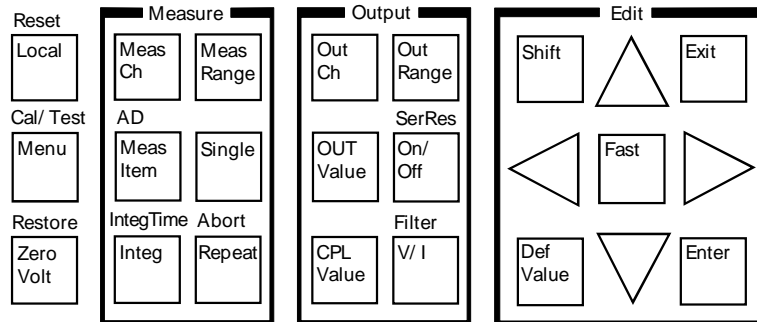 Measure Output Edit
Reset
Local
Meas
Ch
Meas
Range
Out
Ch
Out
Range
Shift
Exit
Cal/ Test
AD
SerRes
Menu
Meas
Item
Single
OUT
Value
On/
Off
Fast
Restore
IntegTime
Abort
Filter
Zero
Volt
Integ
Repeat
CPL
Value
V/ I
Def
Value
Enter